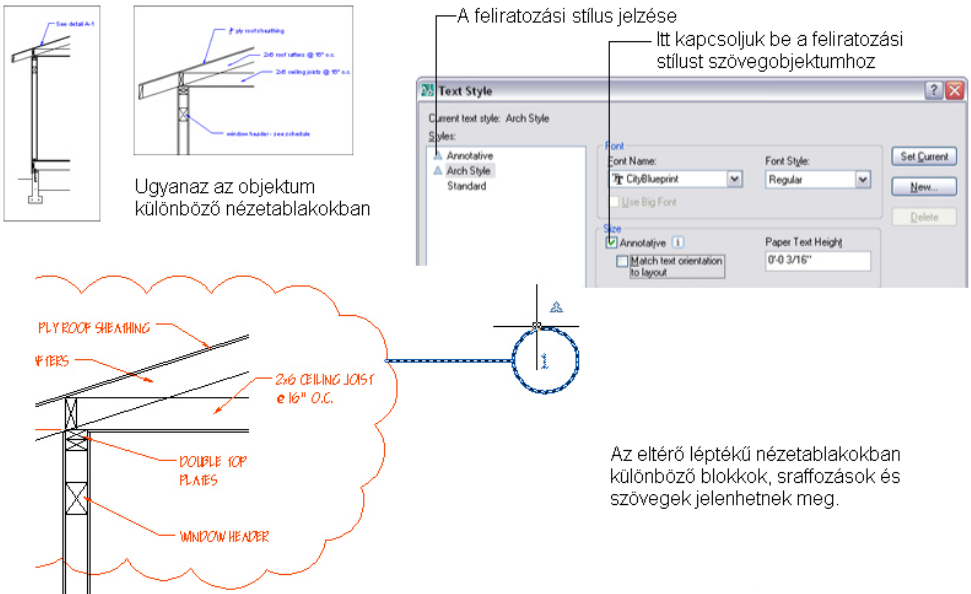 See detail A-1
ply roof sheathing
2x6 roof rafters @ 16" o.c.
2x6 ceiling joists @ 16" o.c.
window header - see schedule
Ugyanaz az objektum
különböző nézetablakokban
A feliratozási stílus jelzése
Itt kapcsoljuk be a feliratozási
stílust szövegobjektumhoz
Text Style
Current text style: Arch Style
Styles:
Annotative
Arch Style
Standard
Font
Font Name:
Font Style:
CityBlueprint
Regular
Use Big Font
Size
Annotative
Match text orientation
to layout
Paper Text Height
0'-0 3/16"
Set Current
New...
Delete
PLY ROOF SHEATHING
FTERS
2x6 CEILING JOIST
@ 16" O.C.
DOUBLE TOP
PLATES
WINDOW HEADER
Az eltérő léptékű nézetablakokban
különböző blokkok, sraffozások és
szövegek jelenhetnek meg.